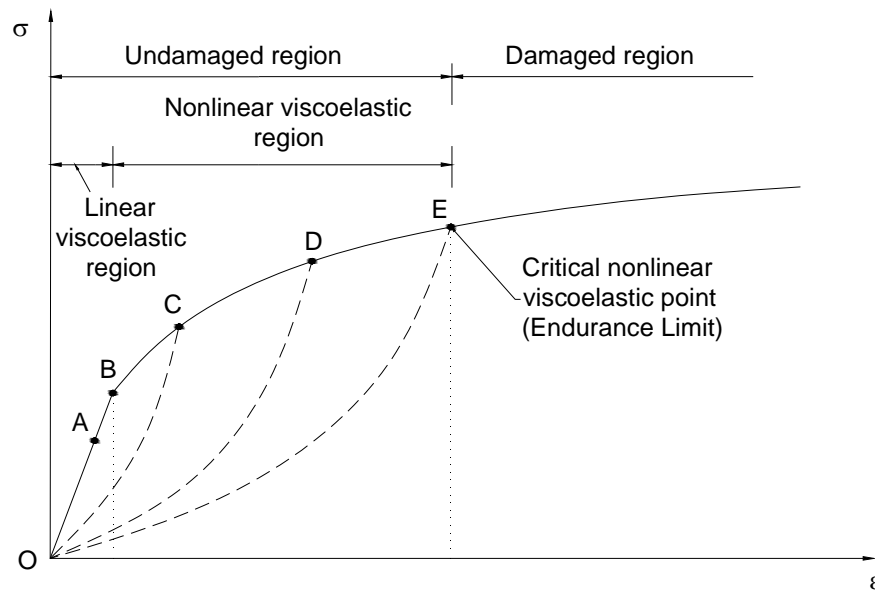 σ
Undamaged region
Damaged region
Nonlinear viscoelastic
region
Linear
viscoelastic
region
E
D
C
B
A
Critical nonlinear
viscoelastic point
(Endurance Limit)
O
ε